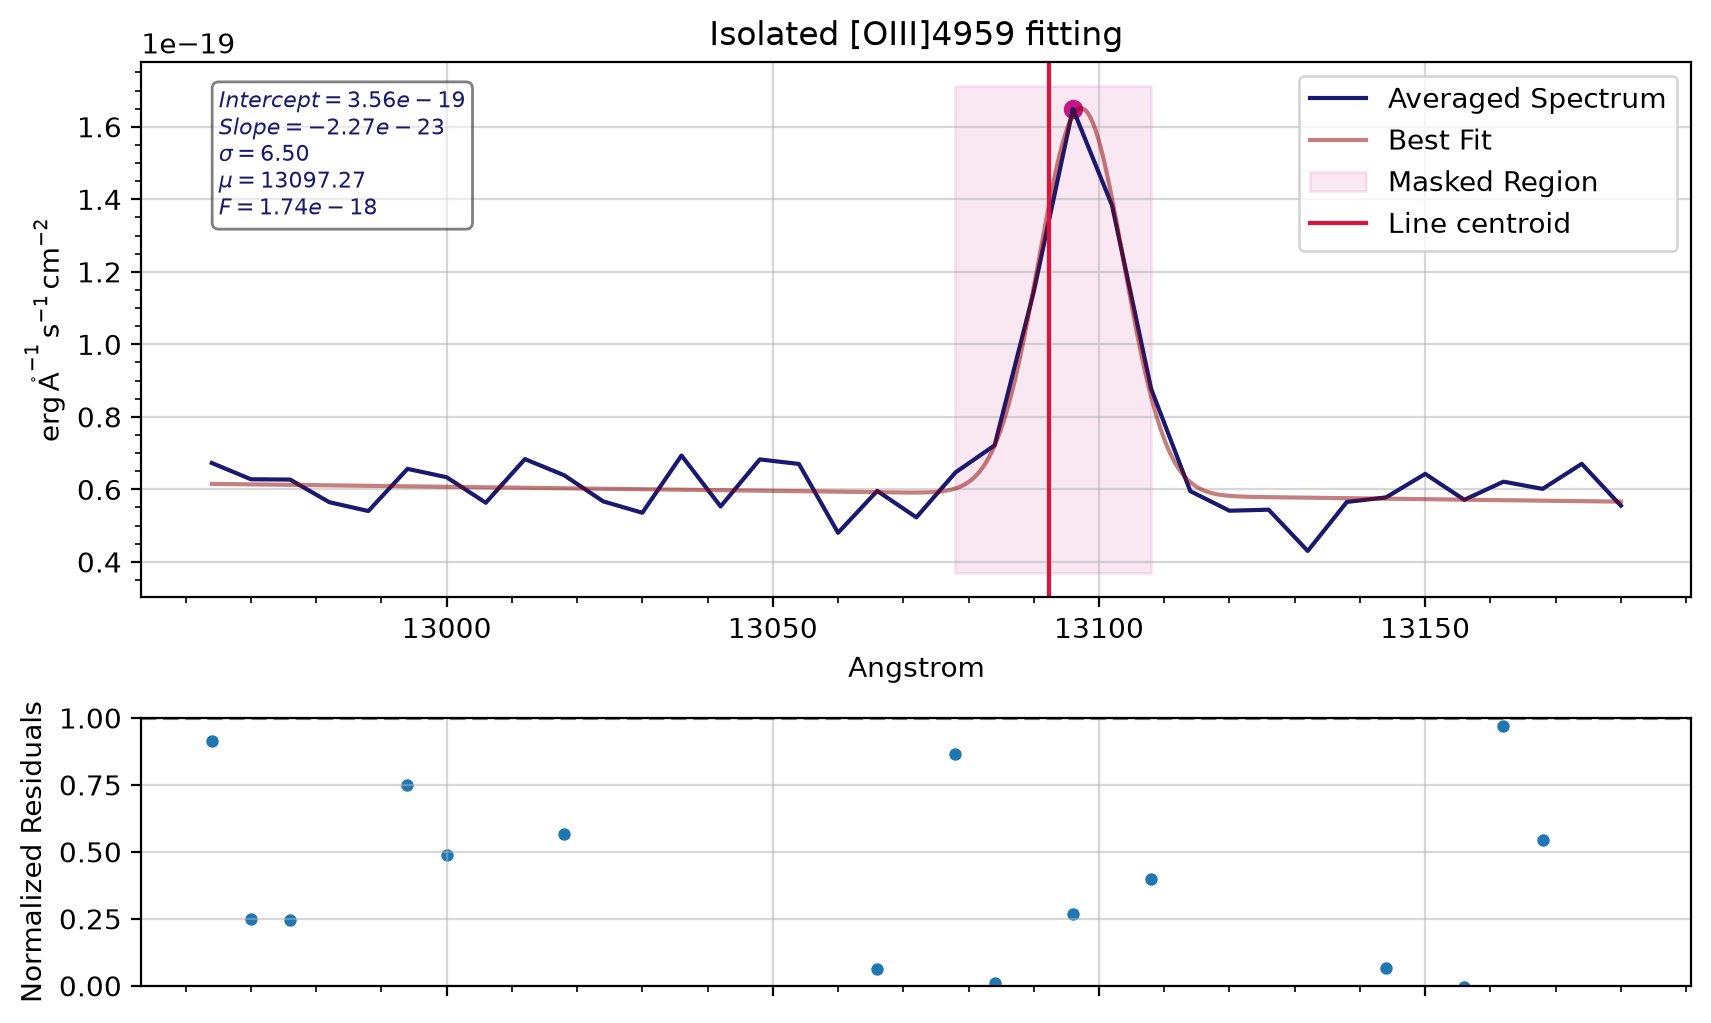 Isolated [OIII]4959 fitting
1e−19
Intercept = 3.56e − 19
Slope = −2.27e − 23
σ = 6.50
μ = 13097.27
F = 1.74e − 18
Averaged Spectrum
Best Fit
Masked Region
Line centroid
erg Å⁻¹ s⁻¹ cm⁻²
1.6
1.4
1.2
1.0
0.8
0.6
0.4
13000 13050 13100 13150
Angstrom
Normalized Residuals
1.00
0.75
0.50
0.25
0.00